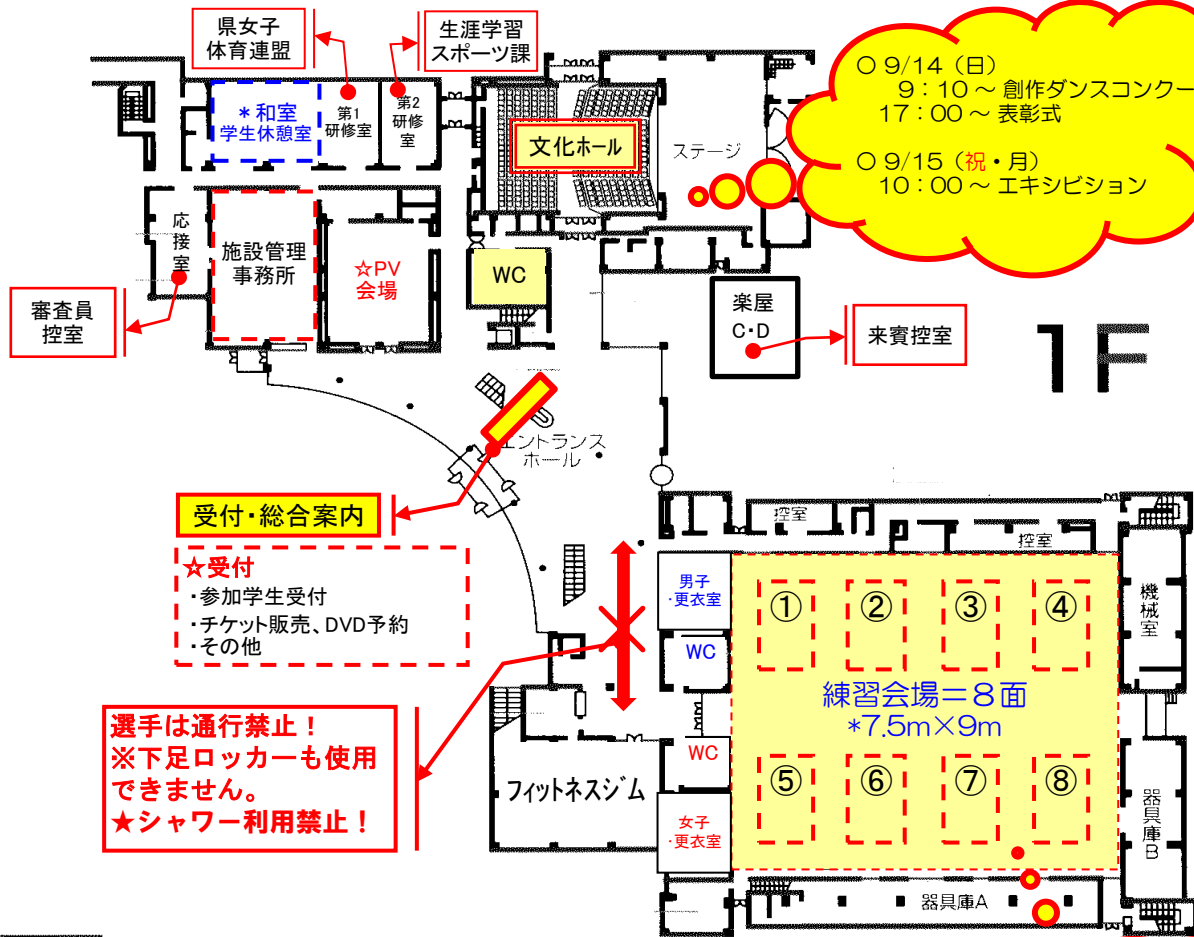 県女子
体育連盟
生涯学習
スポーツ課
〇 9/14（日）
9：10 ～ 創作ダンスコンクー
17：00 ～ 表彰式
〇 9/15（祝・月）
10：00 ～ エキシビション
＊和室
学生休憩室
第1
研修室
第2
研修
室
文化ホール
ステージ
応
接
室
施設管理
事務所
☆PV
会場
WC
審査員
控室
楽屋
C・D
来賓控室
1F
エントランス
ホール
受付・総合案内
☆受付
・参加学生受付
・チケット販売、DVD予約
・その他
控室
控室
男子
・更衣室
WC
①
②
③
④
機
械
室
練習会場＝８面
*7.5m×9m
選手は通行禁止！
※下足ロッカーも使用
できません。
★シャワー利用禁止！
フィットネスジム
WC
女子
・更衣室
⑤
⑥
⑦
⑧
器
具
庫
B
器具庫A